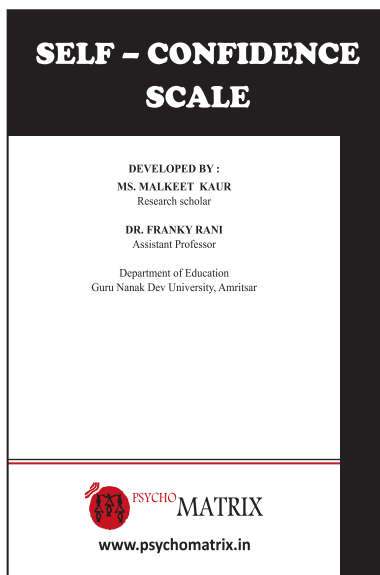 SELF – CONFIDENCE
SCALE
DEVELOPED BY :
MS. MALKEET KAUR
Research scholar
DR. FRANKY RANI
Assistant Professor
Department of Education
Guru Nanak Dev University, Amritsar
PSYCHO MATRIX
www.psychomatrix.in